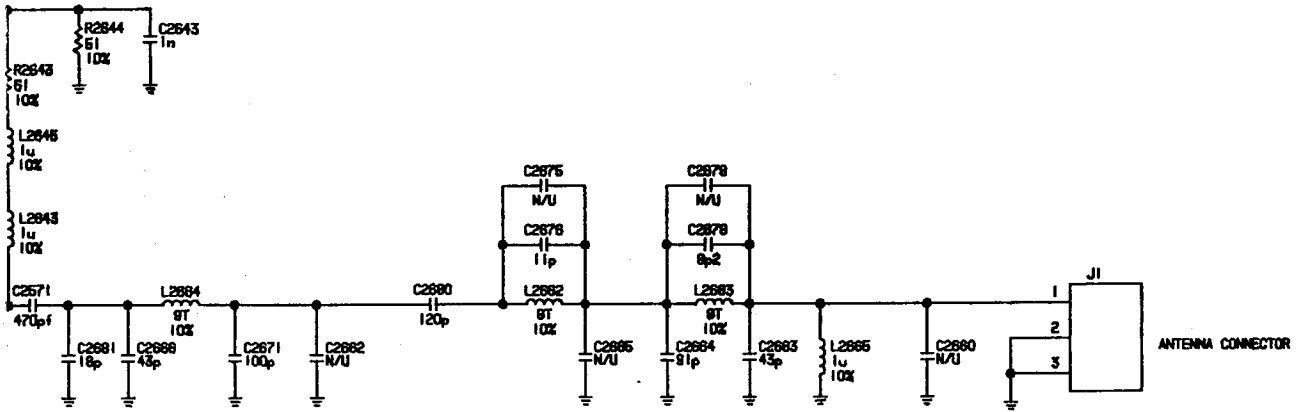 R2644
51
10%
C2643
1n
R2643
51
10%
L2645
1u
10%
L2643
1u
10%
C2675
N/U
C2679
N/U
C2676
11p
C2678
8p2
J1
C2571
470pf
L2664
9T
10%
C2680
120p
L2662
9T
10%
L2663
9T
10%
1
2
3
ANTENNA CONNECTOR
C2681
18p
C2668
43p
C2671
100p
C2662
N/U
C2665
N/U
C2664
91p
C2663
43p
L2665
1u
10%
C2660
N/U